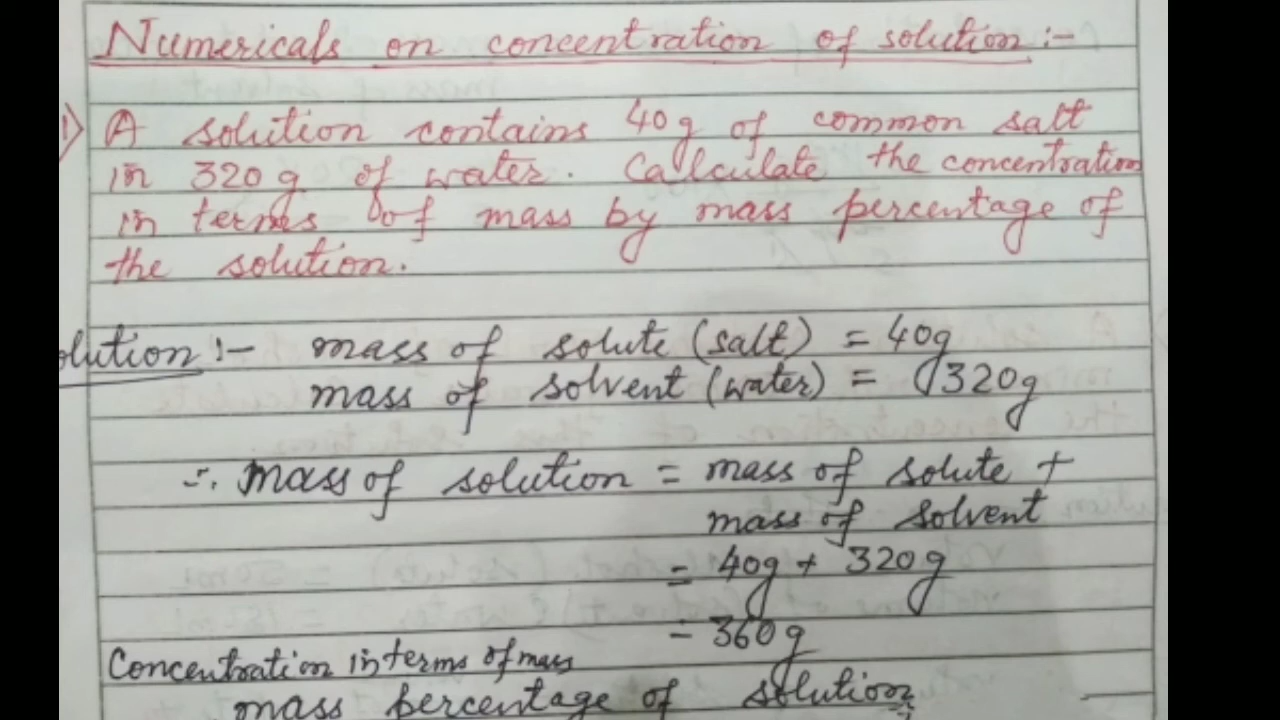 Numericals on concentration of solution :-
1) A solution contains 40g of common salt
in 320g of water. Calculate the concentration
in terms of mass by mass percentage of
the solution.
olution :- mass of solute (salt) = 40g
mass of solvent (water) = 320g
∴ mass of solution = mass of solute +
mass of solvent
= 40g + 320g
= 360g
Concentration in terms of mass
mass percentage of solution